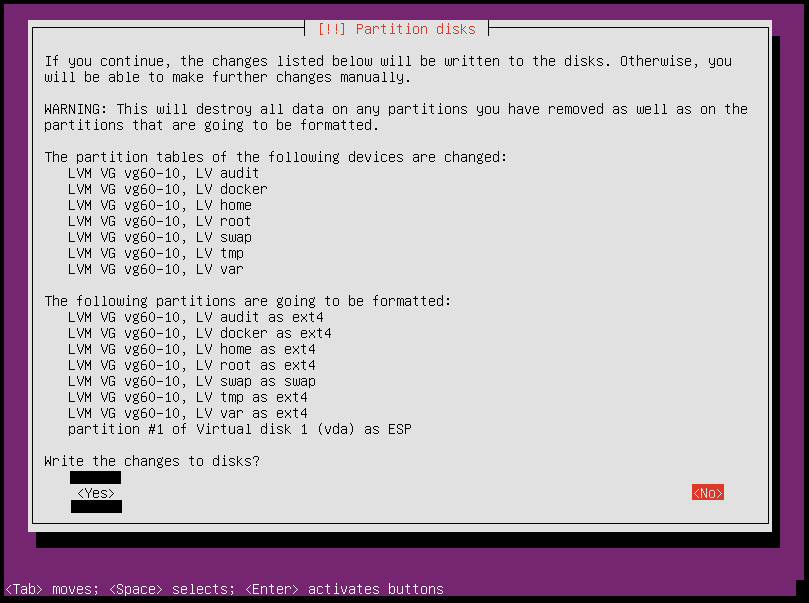 [!!] Partition disks
If you continue, the changes listed below will be written to the disks. Otherwise, you
will be able to make further changes manually.
WARNING: This will destroy all data on any partitions you have removed as well as on the
partitions that are going to be formatted.
The partition tables of the following devices are changed:
LVM VG vg60-10, LV audit
LVM VG vg60-10, LV docker
LVM VG vg60-10, LV home
LVM VG vg60-10, LV root
LVM VG vg60-10, LV swap
LVM VG vg60-10, LV tmp
LVM VG vg60-10, LV var
The following partitions are going to be formatted:
LVM VG vg60-10, LV audit as ext4
LVM VG vg60-10, LV docker as ext4
LVM VG vg60-10, LV home as ext4
LVM VG vg60-10, LV root as ext4
LVM VG vg60-10, LV swap as swap
LVM VG vg60-10, LV tmp as ext4
LVM VG vg60-10, LV var as ext4
partition #1 of Virtual disk 1 (vda) as ESP
Write the changes to disks?
<Yes> <No>
<Tab> moves; <Space> selects; <Enter> activates buttons